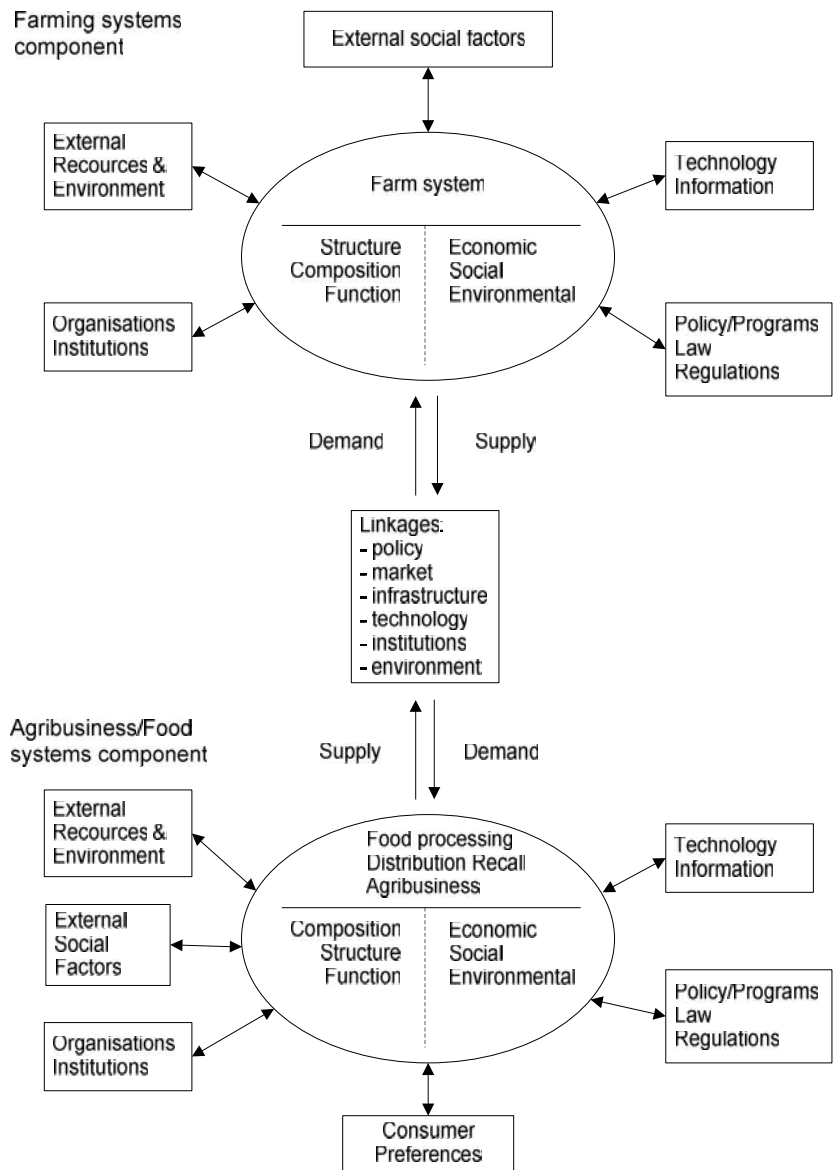 Farming systems
component
External social factors
External
Recources &
Environment
Technology
Information
Farm system
Structure
Composition
Function
Economic
Social
Environmental
Organisations
Institutions
Policy/Programs
Law
Regulations
Demand
Supply
Linkages:
- policy
- market
- infrastructure
- technology
- institutions
- environment
Agribusiness/Food
systems component
Supply
Demand
External
Recources &
Environment
Food processing
Distribution Recall
Agribusiness
Technology
Information
Composition
Structure
Function
Economic
Social
Environmental
External
Social
Factors
Organisations
Institutions
Policy/Programs
Law
Regulations
Consumer
Preferences